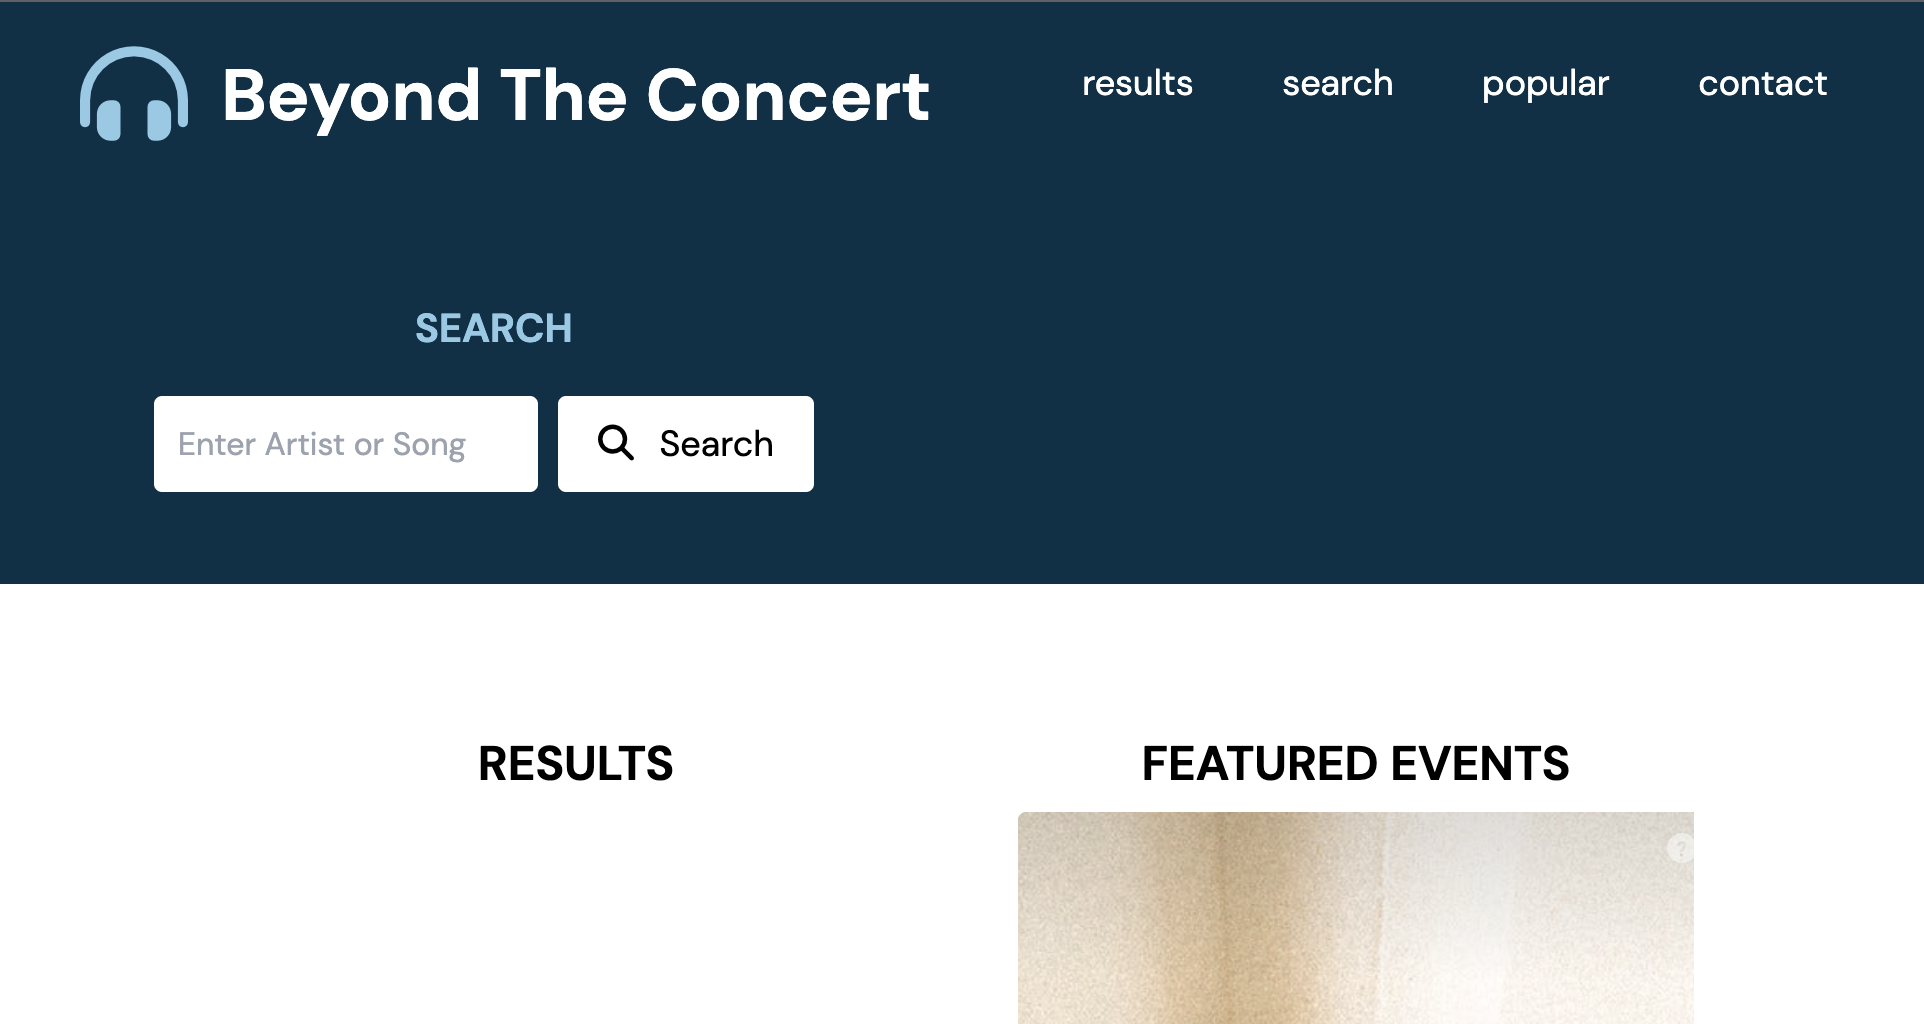 Beyond The Concert
results search popular contact
SEARCH
Enter Artist or Song
Search
RESULTS
FEATURED EVENTS
?